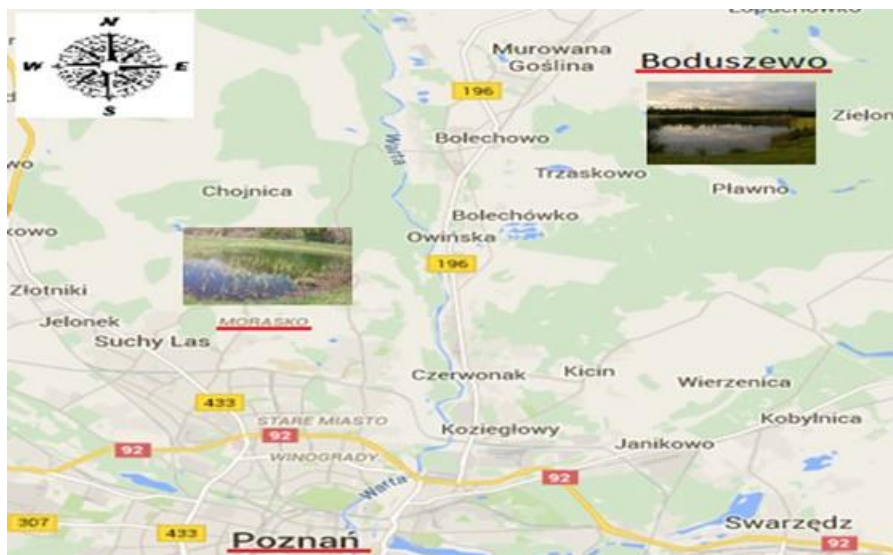 N
W E
S
Łopuchówko
Murowana
Goślina
Boduszewo
196
Bolechowo
Warta
Trzaskowo
Pławno
Chojnica
Bolechówko
Owińska
196
Złotniki
MORASKO
Jelonek
Suchy Las
Czerwonak
Kicin
Wierzenica
433
STARE MIASTO
Kobylnica
92
Koziegłowy
Janikowo
92
WINOGRADY
92
Warta
307
433
Poznań
Swarzędz
92